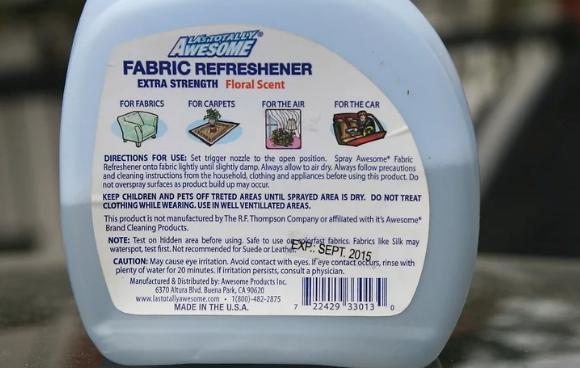 LA'S TOTALLY
AWESOME®
FABRIC REFRESHENER
EXTRA STRENGTH Floral Scent
FOR FABRICS FOR CARPETS FOR THE AIR FOR THE CAR
DIRECTIONS FOR USE: Set trigger nozzle to the open position. Spray Awesome® Fabric
Refreshener onto fabric lightly until slightly damp. Always allow to air dry. Always follow precautions
and cleaning instructions from the household, clothing and appliances before using this product. Do
not overspray surfaces as product build up may occur.
KEEP CHILDREN AND PETS OFF TRETED AREAS UNTIL SPRAYED AREA IS DRY. DO NOT TREAT
CLOTHING WHILE WEARING. USE IN WELL VENTILLATED AREAS.
This product is not manufactured by The R.F. Thompson Company or affiliated with it's Awesome®
Brand Cleaning Products.
NOTE: Test on hidden area before using. Safe to use on colorfast fabrics. Fabrics like Silk may
waterspot, test first. Not recommended for Suede or Leather.
EXP.: SEPT. 2015
CAUTION: May cause eye irritation. Avoid contact with eyes. If eye contact occurs, rinse with
plenty of water for 20 minutes. If irritation persists, consult a physician.
Manufactured & Distributed by: Awesome Products Inc.
6370 Altura Blvd. Buena Park, CA 90620
www.lastotallyawesome.com • 1(800)-482-2875
MADE IN THE U.S.A.
7 22429 33013 0